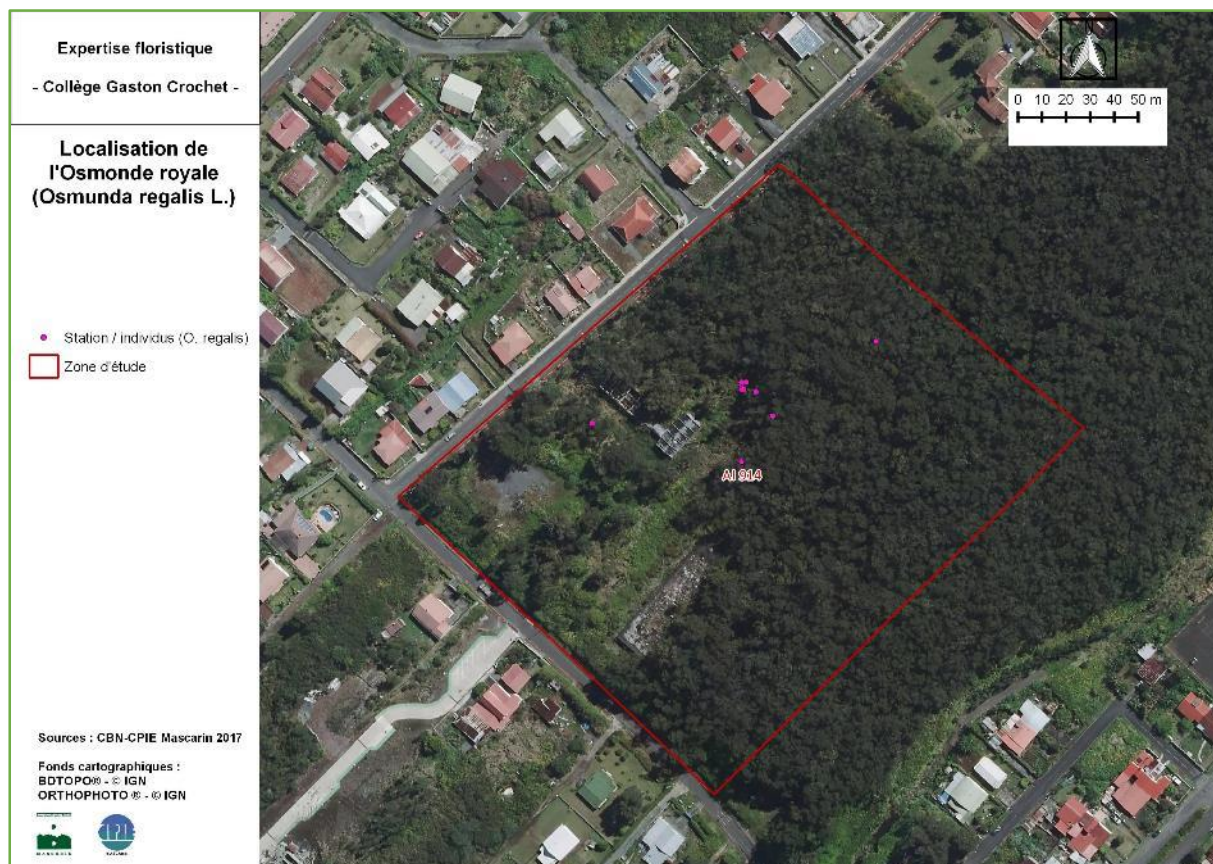 Expertise floristique
- Collège Gaston Crochet -
Localisation de
l'Osmonde royale
(Osmunda regalis L.)
Station / individus (O. regalis)
Zone d'étude
Sources : CBN-CPIE Mascarin 2017
Fonds cartographiques :
BDTOPO® - © IGN
ORTHOPHOTO ® - © IGN
N
0 10 20 30 40 50 m
AI 914